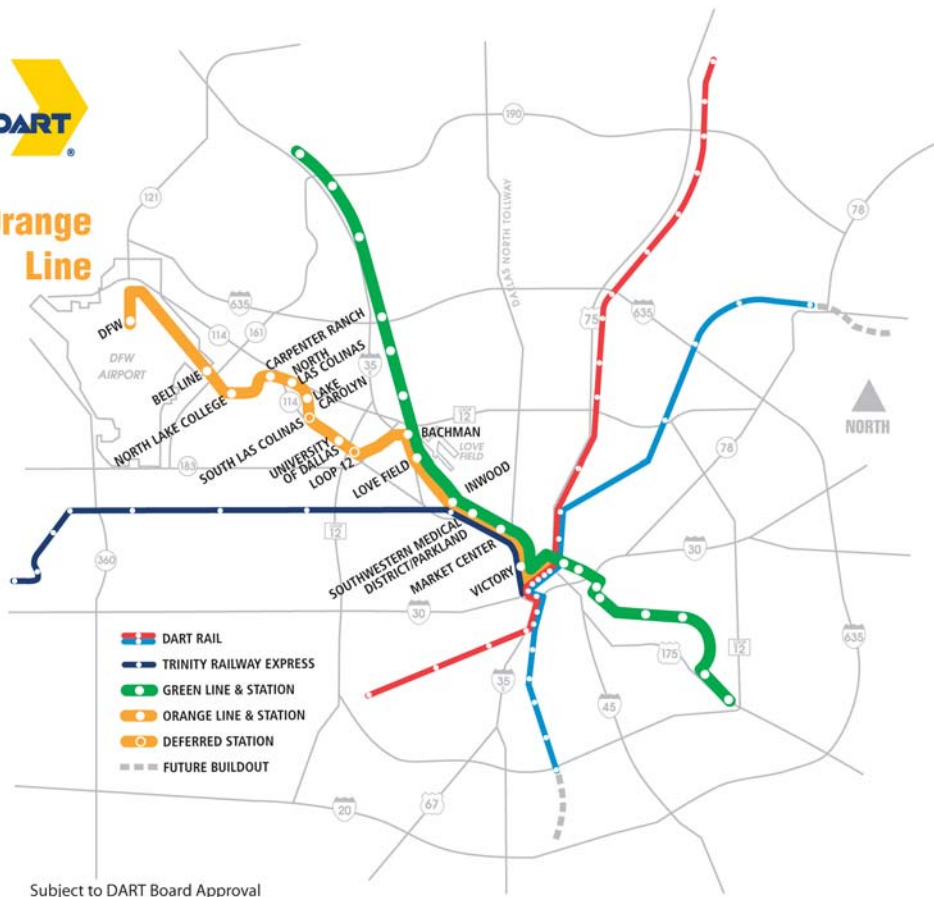 DART
®
Orange
Line
190
121
78
DALLAS NORTH TOLLWAY
635
114
161
75
635
DFW
DFW
AIRPORT
CARPENTER RANCH
NORTH
LAS COLINAS
35
BELT LINE
LAKE
CAROLYN
114
NORTH LAKE COLLEGE
SOUTH LAS COLINAS
LOOP
12
BACHMAN
LOVE
FIELD
NORTH
UNIVERSITY
OF DALLAS
LOOP 12
LOVE FIELD
INWOOD
78
183
LOOP
12
SOUTHWESTERN MEDICAL
DISTRICT/PARKLAND
MARKET CENTER
VICTORY
30
360
30
635
175
LOOP
12
35
45
DART RAIL
TRINITY RAILWAY EXPRESS
GREEN LINE & STATION
ORANGE LINE & STATION
DEFERRED STATION
FUTURE BUILDOUT
20
67
Subject to DART Board Approval